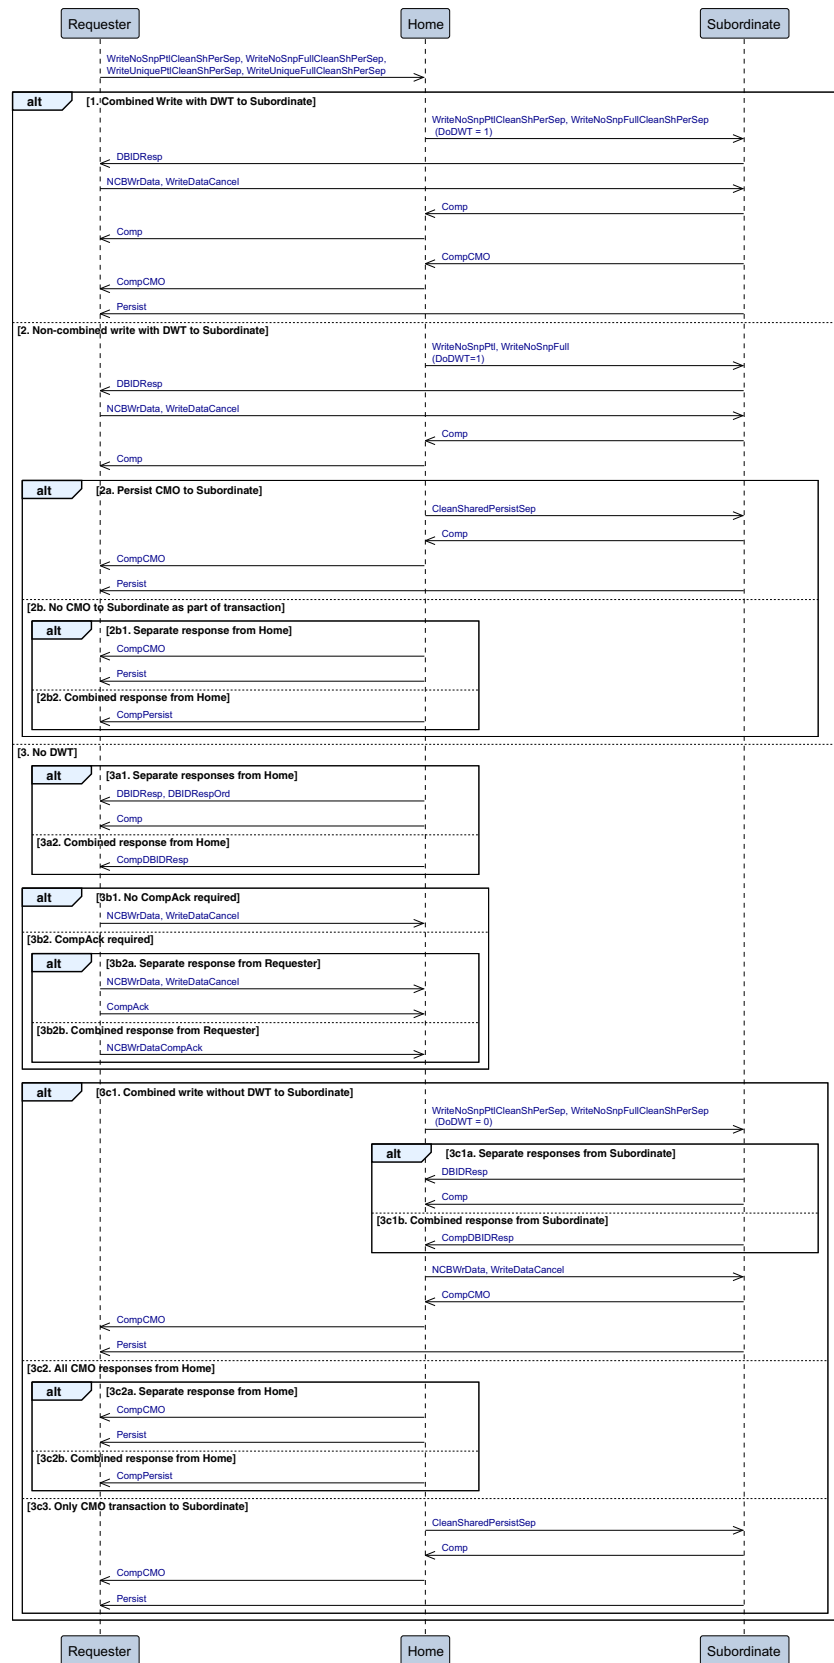 Requester
Home
Subordinate
WriteNoSnpPtlCleanShPerSep, WriteNoSnpFullCleanShPerSep,
WriteUniquePtlCleanShPerSep, WriteUniqueFullCleanShPerSep
alt
[1. Combined Write with DWT to Subordinate]
WriteNoSnpPtlCleanShPerSep, WriteNoSnpFullCleanShPerSep
(DoDWT = 1)
DBIDResp
NCBWrData, WriteDataCancel
Comp
Comp
CompCMO
CompCMO
Persist
[2. Non-combined write with DWT to Subordinate]
WriteNoSnpPtl, WriteNoSnpFull
(DoDWT=1)
DBIDResp
NCBWrData, WriteDataCancel
Comp
Comp
alt
[2a. Persist CMO to Subordinate]
CleanSharedPersistSep
Comp
CompCMO
Persist
[2b. No CMO to Subordinate as part of transaction]
alt
[2b1. Separate response from Home]
CompCMO
Persist
[2b2. Combined response from Home]
CompPersist
[3. No DWT]
alt
[3a1. Separate responses from Home]
DBIDResp, DBIDRespOrd
Comp
[3a2. Combined response from Home]
CompDBIDResp
alt
[3b1. No CompAck required]
NCBWrData, WriteDataCancel
[3b2. CompAck required]
alt
[3b2a. Separate response from Requester]
NCBWrData, WriteDataCancel
CompAck
[3b2b. Combined response from Requester]
NCBWrDataCompAck
alt
[3c1. Combined write without DWT to Subordinate]
WriteNoSnpPtlCleanShPerSep, WriteNoSnpFullCleanShPerSep
(DoDWT = 0)
alt
[3c1a. Separate responses from Subordinate]
DBIDResp
Comp
[3c1b. Combined response from Subordinate]
CompDBIDResp
NCBWrData, WriteDataCancel
CompCMO
CompCMO
Persist
[3c2. All CMO responses from Home]
alt
[3c2a. Separate response from Home]
CompCMO
Persist
[3c2b. Combined response from Home]
CompPersist
[3c3. Only CMO transaction to Subordinate]
CleanSharedPersistSep
Comp
CompCMO
Persist
Requester
Home
Subordinate